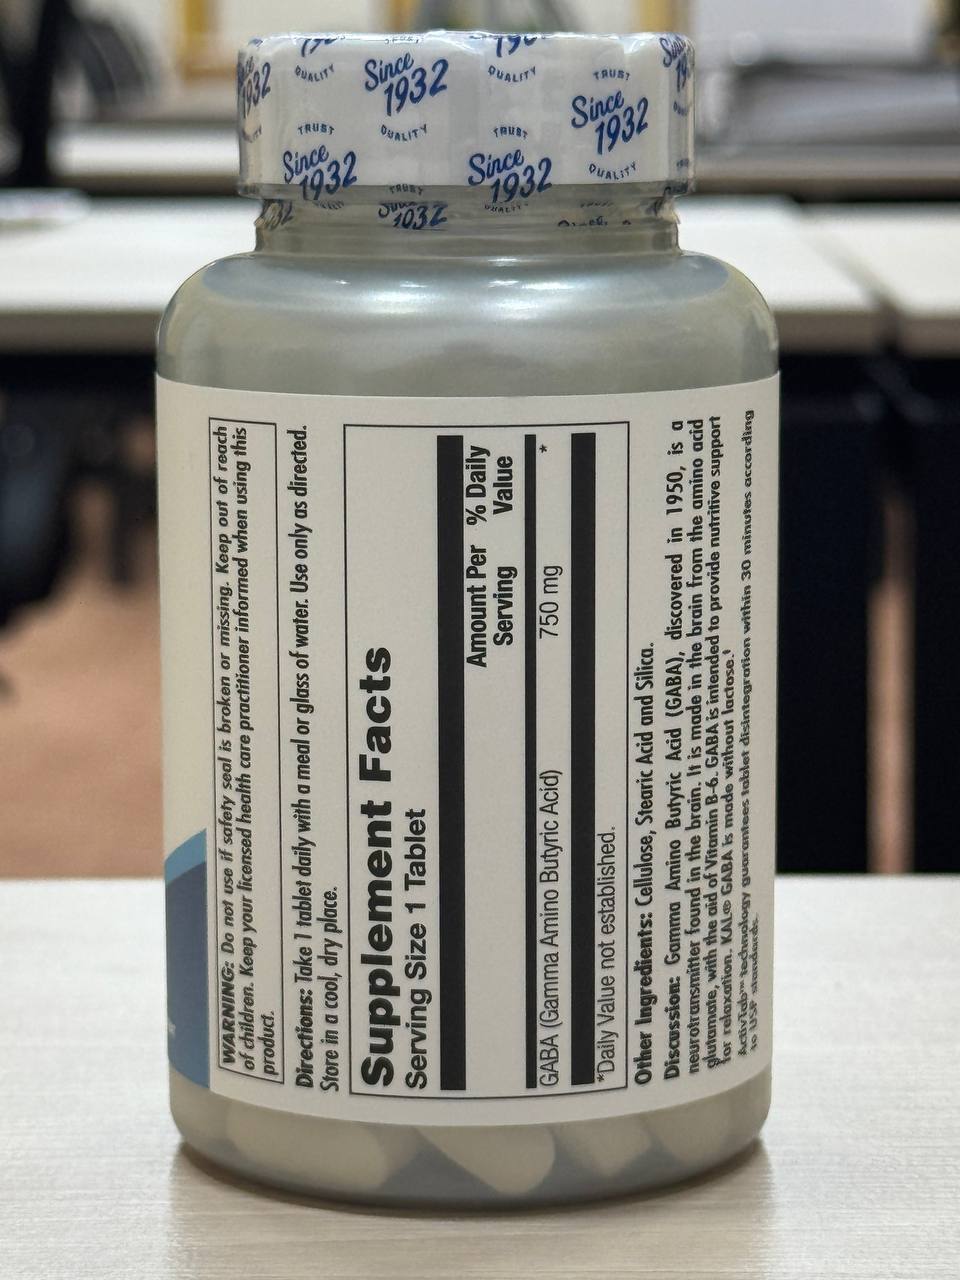 Since
1932
QUALITY
TRUST
Since
1932
QUALITY
TRUST
Since
1932
QUALITY
TRUST
Since
1932
TRUST
Since
1932
TRUST
WARNING: Do not use if safety seal is broken or missing. Keep out of reach
of children. Keep your licensed health care practitioner informed when using this
product.
Directions: Take 1 tablet daily with a meal or glass of water. Use only as directed.
Store in a cool, dry place.
Supplement Facts
Serving Size 1 Tablet
Amount Per % Daily
Serving Value
GABA (Gamma Amino Butyric Acid) 750 mg *
*Daily Value not established.
Other Ingredients: Cellulose, Stearic Acid and Silica.
Discussion: Gamma Amino Butyric Acid (GABA), discovered in 1950, is a
neurotransmitter found in the brain. It is made in the brain from the amino acid
glutamate, with the aid of Vitamin B-6. GABA is intended to provide nutritive support
for relaxation. KAL® GABA is made without lactose.†
ActivTab™ technology guarantees tablet disintegration within 30 minutes according
to USP standards.